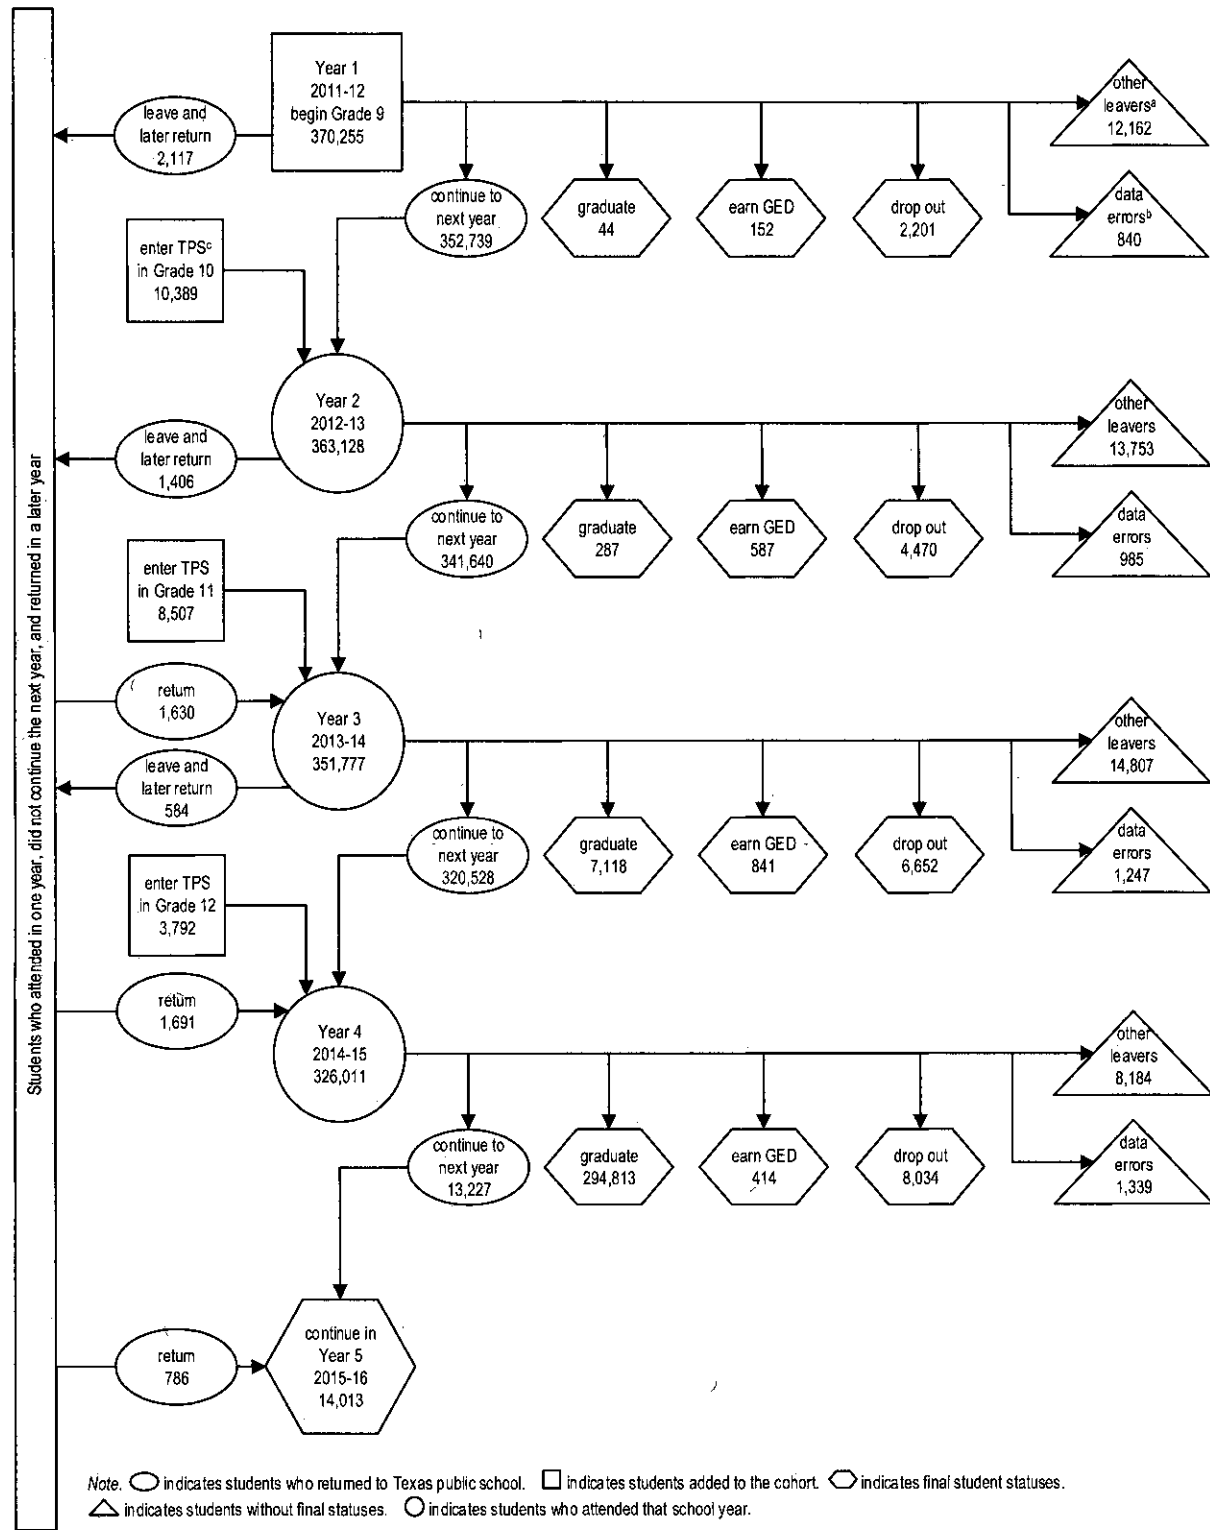 Students who attended in one year, did not continue the next year, and returned in a later year
Year 1
2011-12
begin Grade 9
370,255
leave and
later return
2,117
other
leaversᵃ
12,162
continue to
next year
352,739
graduate
44
earn GED
152
drop out
2,201
data
errorsᵇ
840
enter TPSᶜ
in Grade 10
10,389
Year 2
2012-13
363,128
leave and
later return
1,406
other
leavers
13,753
continue to
next year
341,640
graduate
287
earn GED
587
drop out
4,470
data
errors
985
enter TPS
in Grade 11
8,507
return
1,630
Year 3
2013-14
351,777
leave and
later return
584
other
leavers
14,807
continue to
next year
320,528
graduate
7,118
earn GED
841
drop out
6,652
data
errors
1,247
enter TPS
in Grade 12
3,792
return
1,691
Year 4
2014-15
326,011
other
leavers
8,184
continue to
next year
13,227
graduate
294,813
earn GED
414
drop out
8,034
data
errors
1,339
return
786
continue in
Year 5
2015-16
14,013
Note. indicates students who returned to Texas public school. indicates students added to the cohort. indicates final student statuses.
indicates students without final statuses. indicates students who attended that school year.